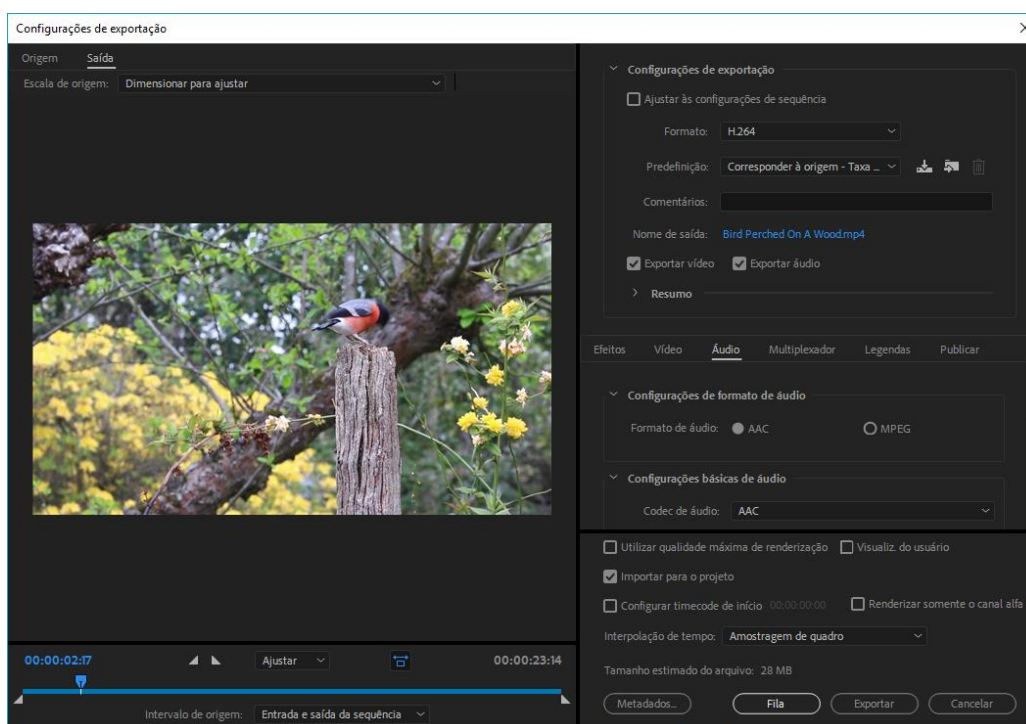 Configurações de exportação
Origem Saída
Escala de origem: Dimensionar para ajustar
00:00:02:17 Ajustar 00:00:23:14
Intervalo de origem: Entrada e saída da sequência
Configurações de exportação
Ajustar às configurações de sequência
Formato: H.264
Predefinição: Corresponder à origem - Taxa ...
Comentários:
Nome de saída: Bird Perched On A Wood.mp4
Exportar vídeo Exportar áudio
Resumo
Efeitos Vídeo Áudio Multiplexador Legendas Publicar
Configurações de formato de áudio
Formato de áudio: AAC MPEG
Configurações básicas de áudio
Codec de áudio: AAC
Utilizar qualidade máxima de renderização Visualiz. do usuário
Importar para o projeto
Configurar timecode de início 00:00:00:00 Renderizar somente o canal alfa
Interpolação de tempo: Amostragem de quadro
Tamanho estimado do arquivo: 28 MB
Metadados... Fila Exportar Cancelar